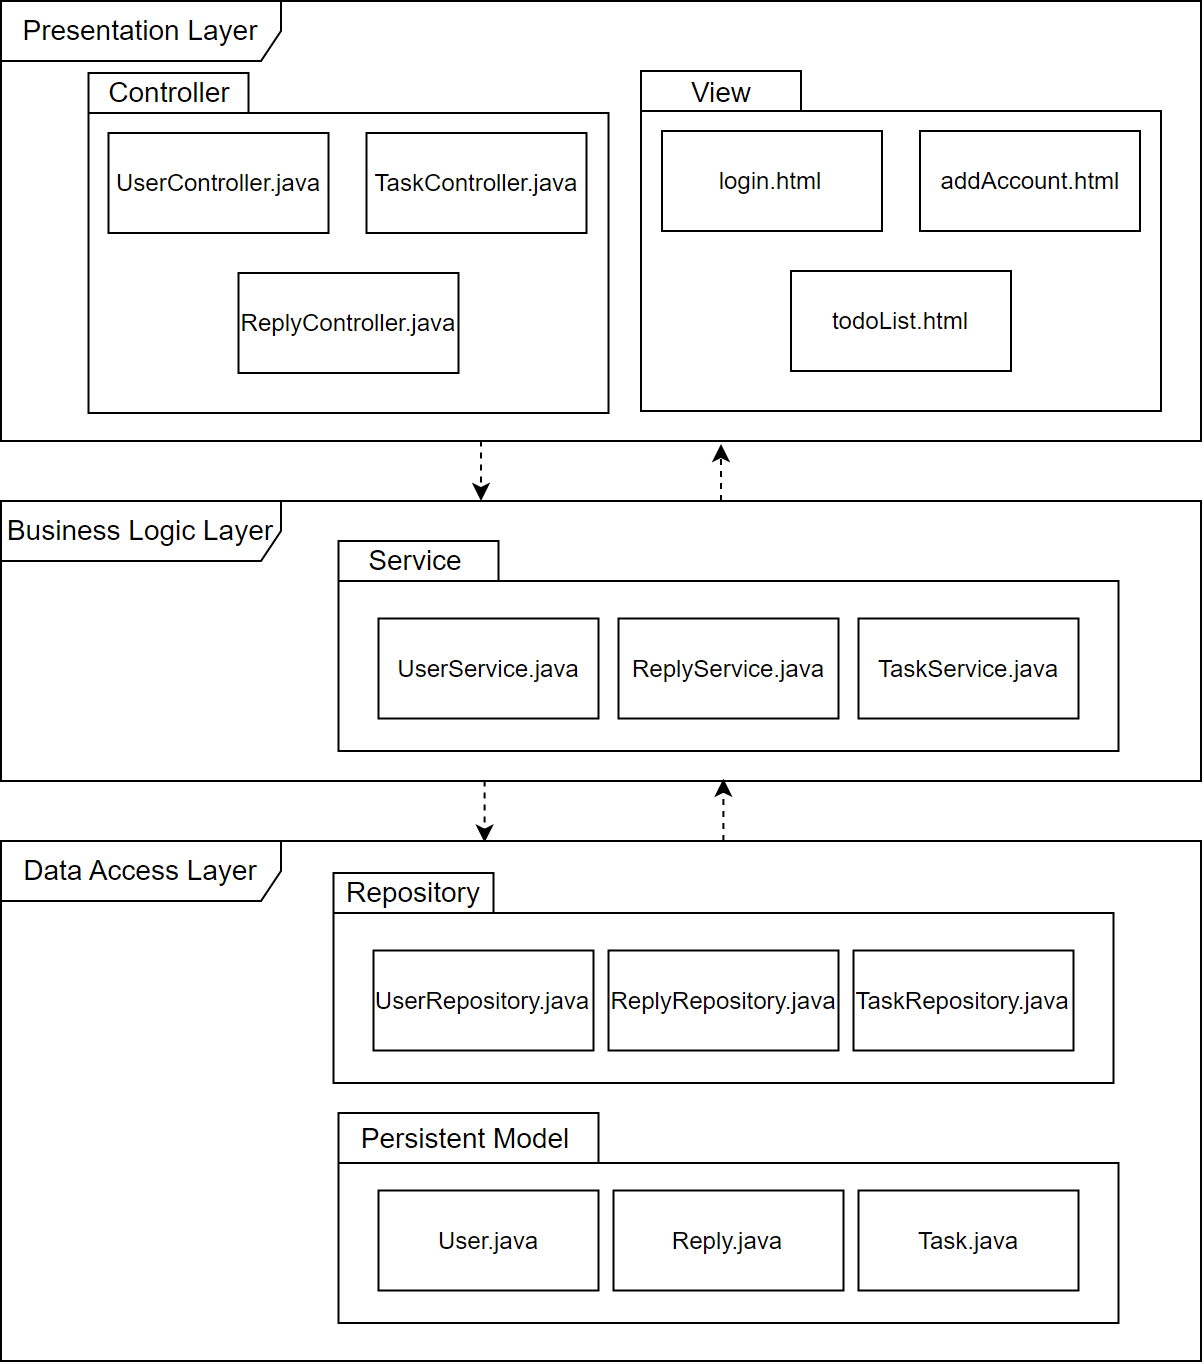 Presentation Layer
Controller
UserController.java
TaskController.java
ReplyController.java
View
login.html
addAccount.html
todoList.html
Business Logic Layer
Service
UserService.java
ReplyService.java
TaskService.java
Data Access Layer
Repository
UserRepository.java
ReplyRepository.java
TaskRepository.java
Persistent Model
User.java
Reply.java
Task.java